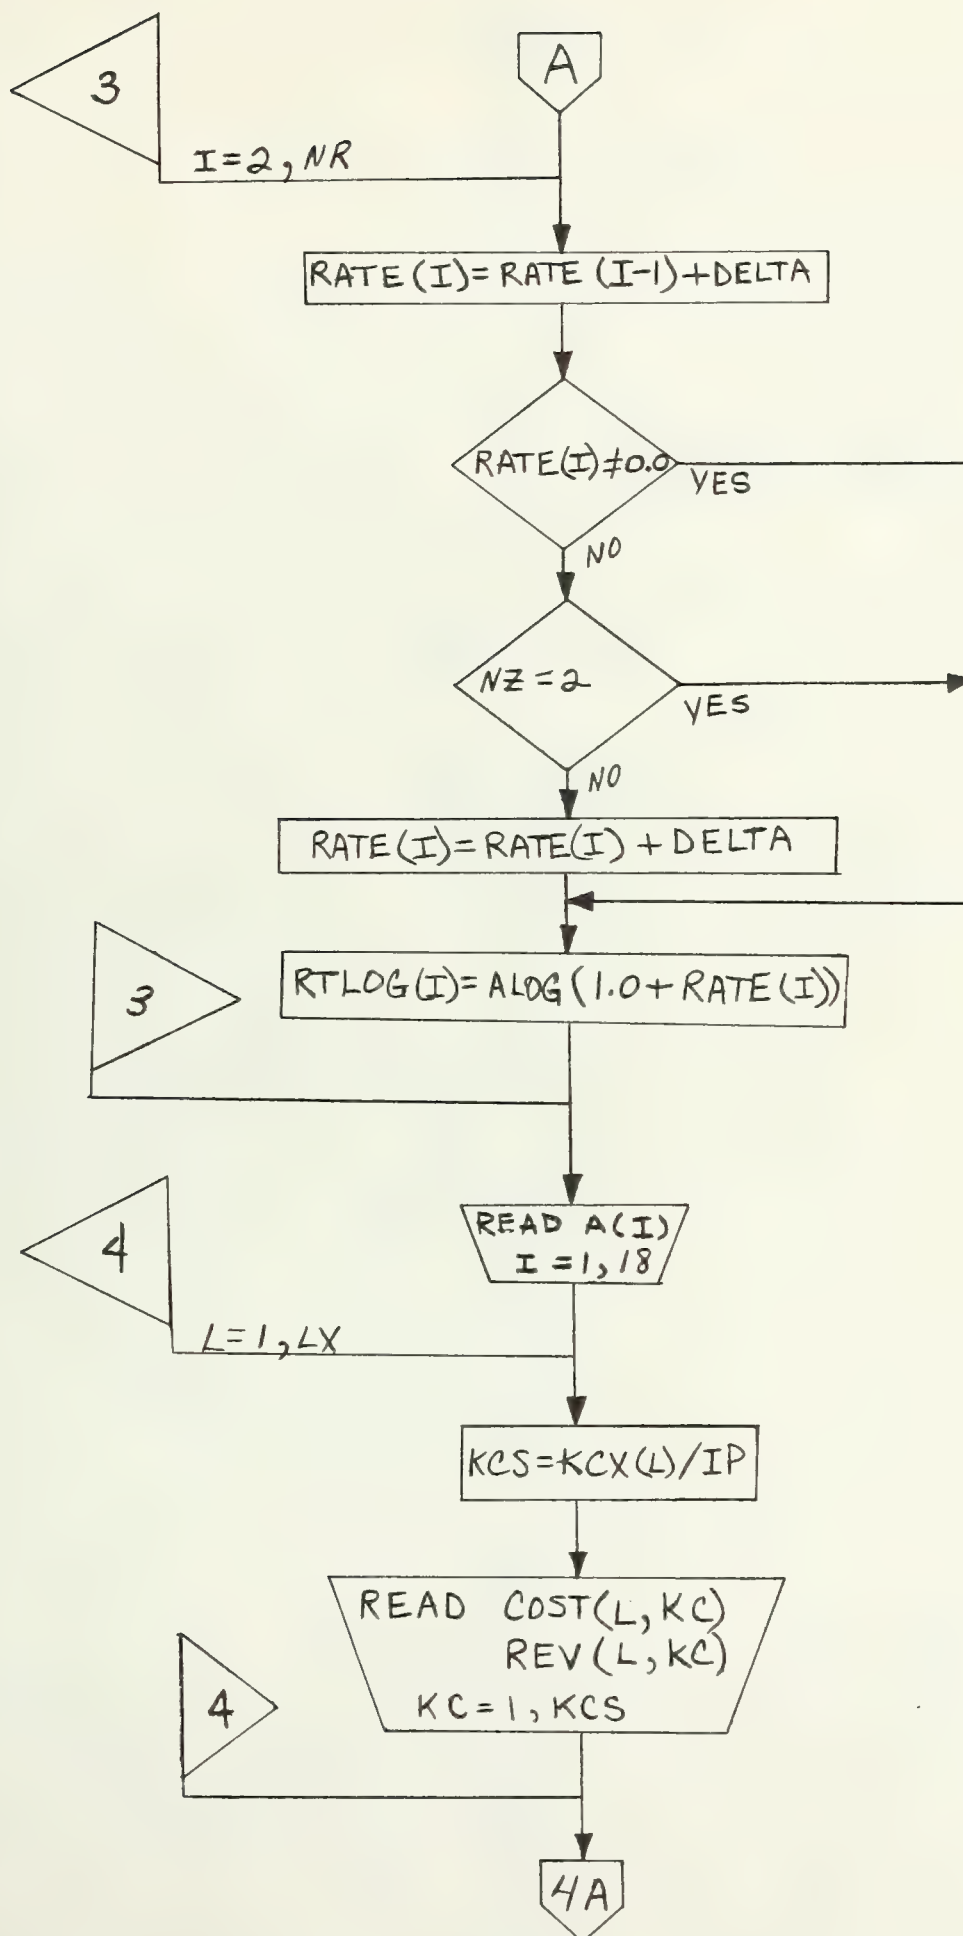 3
A
I=2, NR
RATE (I)= RATE (I-1)+DELTA
RATE(I)≠0.0
YES
NO
NZ=2
YES
NO
RATE(I)=RATE(I) + DELTA
3
RTLOG(I)= ALOG(1.0+ RATE(I))
4
READ A(I)
I =1, 18
L=1, LX
KCS=KCX(L)/IP
READ COST(L, KC)
REV(L, KC)
4
KC=1, KCS
4A